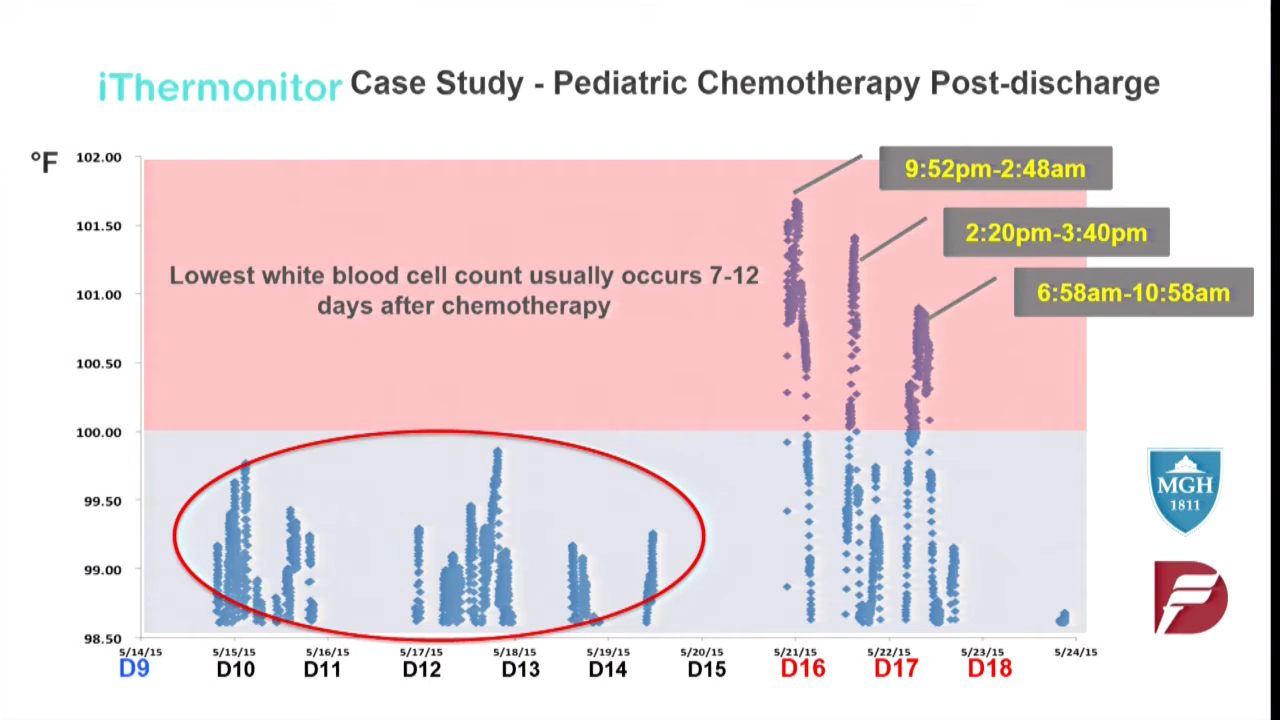 iThermonitor Case Study - Pediatric Chemotherapy Post-discharge
°F
102.00
9:52pm-2:48am
101.50
2:20pm-3:40pm
Lowest white blood cell count usually occurs 7-12
days after chemotherapy
101.00
6:58am-10:58am
100.50
100.00
99.50
MGH
1811
99.00
98.50
5/14/15 5/15/15 5/16/15 5/17/15 5/18/15 5/19/15 5/20/15 5/21/15 5/22/15 5/23/15 5/24/15
D9 D10 D11 D12 D13 D14 D15 D16 D17 D18